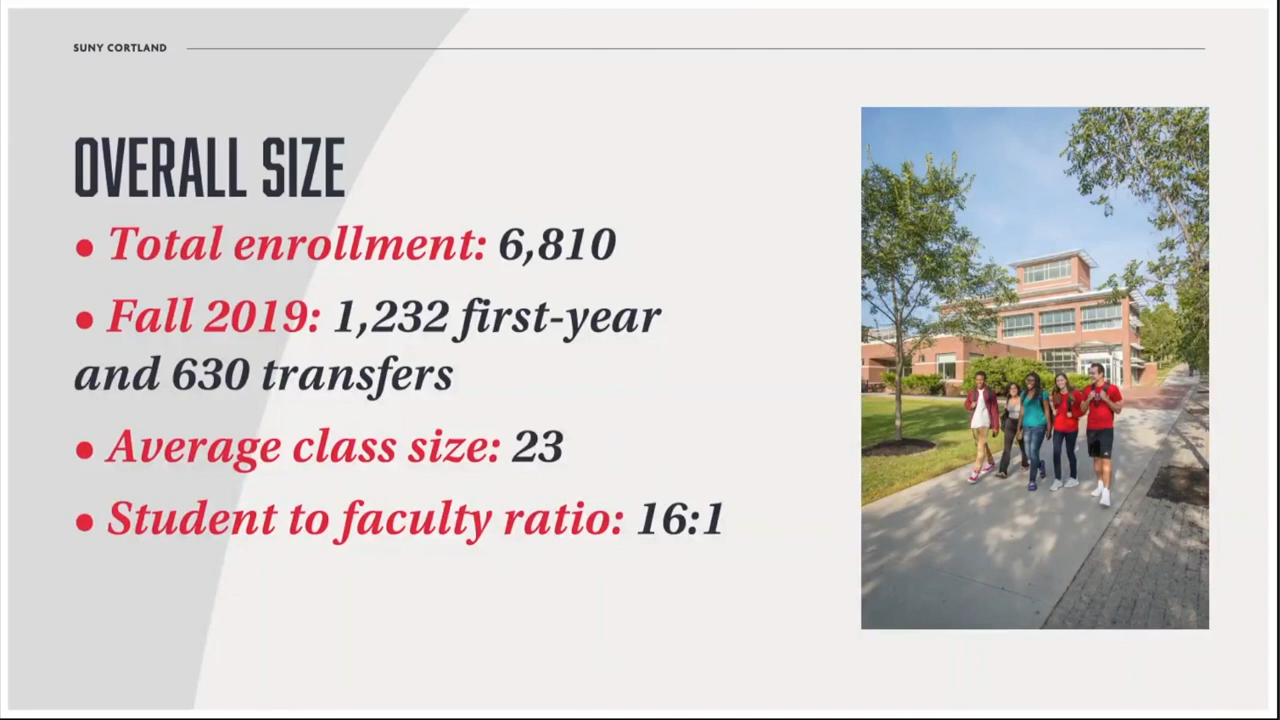 SUNY CORTLAND
OVERALL SIZE
• Total enrollment: 6,810
• Fall 2019: 1,232 first-year
and 630 transfers
• Average class size: 23
• Student to faculty ratio: 16:1